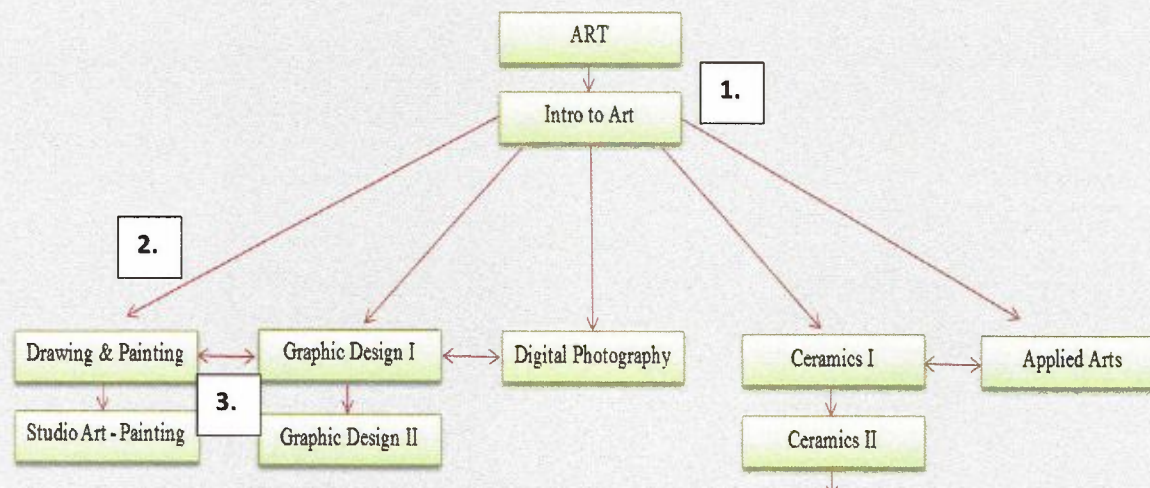 ART
1.
Intro to Art
2.
Drawing & Painting
Graphic Design I
Digital Photography
Ceramics I
Applied Arts
3.
Studio Art - Painting
Graphic Design II
Ceramics II